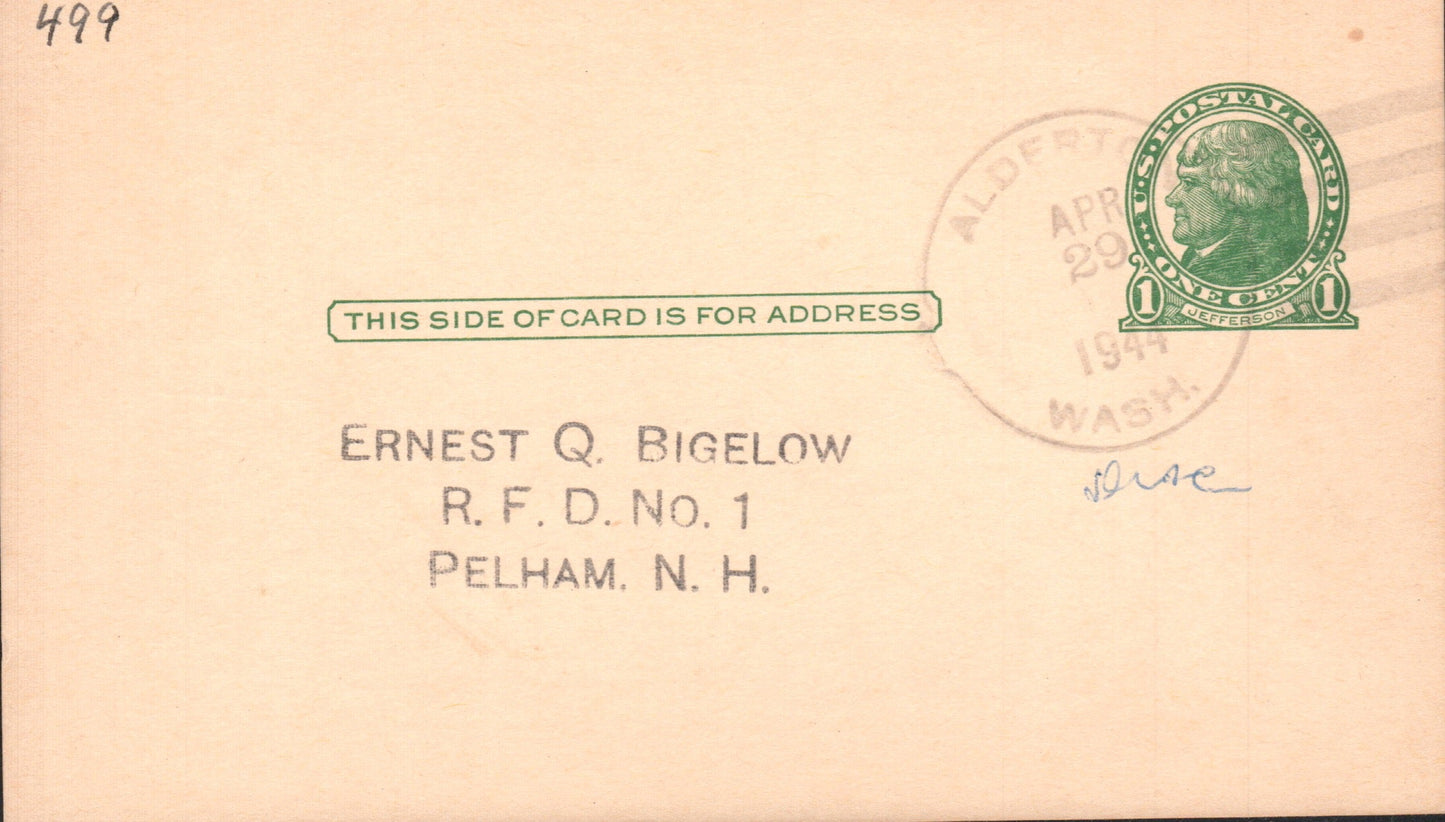 499
U·S·POSTAL CARD
ONE CENT
1 JEFFERSON 1
ALDERTO
APR
29
1944
WASH.
THIS SIDE OF CARD IS FOR ADDRESS
ERNEST Q. BIGELOW
R. F. D. NO. 1
PELHAM, N. H.